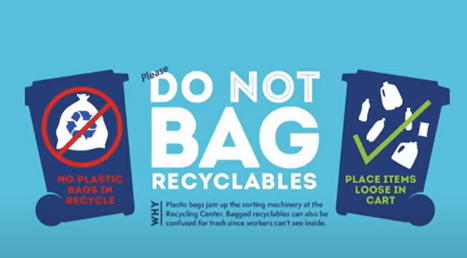 Please
DO NOT
BAG
RECYCLABLES
NO PLASTIC
BAGS IN
RECYCLE
PLACE ITEMS
LOOSE IN
CART
WHY
Plastic bags jam up the sorting machinery at the
Recycling Center. Bagged recyclables can also be
confused for trash since workers can't see inside.